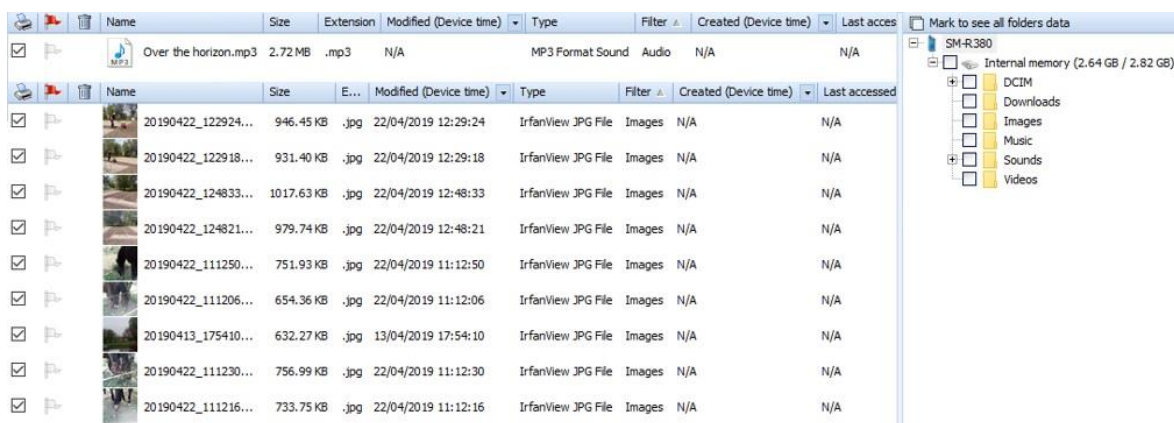 Name Size Extension Modified (Device time) Type Filter Created (Device time) Last acces
Over the horizon.mp3 2.72 MB .mp3 N/A MP3 Format Sound Audio N/A N/A
MP3
Name Size E... Modified (Device time) Type Filter Created (Device time) Last accessed
20190422_122924... 946.45 KB .jpg 22/04/2019 12:29:24 IrfanView JPG File Images N/A N/A
20190422_122918... 931.40 KB .jpg 22/04/2019 12:29:18 IrfanView JPG File Images N/A N/A
20190422_124833... 1017.63 KB .jpg 22/04/2019 12:48:33 IrfanView JPG File Images N/A N/A
20190422_124821... 979.74 KB .jpg 22/04/2019 12:48:21 IrfanView JPG File Images N/A N/A
20190422_111250... 751.93 KB .jpg 22/04/2019 11:12:50 IrfanView JPG File Images N/A N/A
20190422_111206... 654.36 KB .jpg 22/04/2019 11:12:06 IrfanView JPG File Images N/A N/A
20190413_175410... 632.27 KB .jpg 13/04/2019 17:54:10 IrfanView JPG File Images N/A N/A
20190422_111230... 756.99 KB .jpg 22/04/2019 11:12:30 IrfanView JPG File Images N/A N/A
20190422_111216... 733.75 KB .jpg 22/04/2019 11:12:16 IrfanView JPG File Images N/A N/A
Mark to see all folders data
SM-R380
Internal memory (2.64 GB / 2.82 GB)
DCIM
Downloads
Images
Music
Sounds
Videos